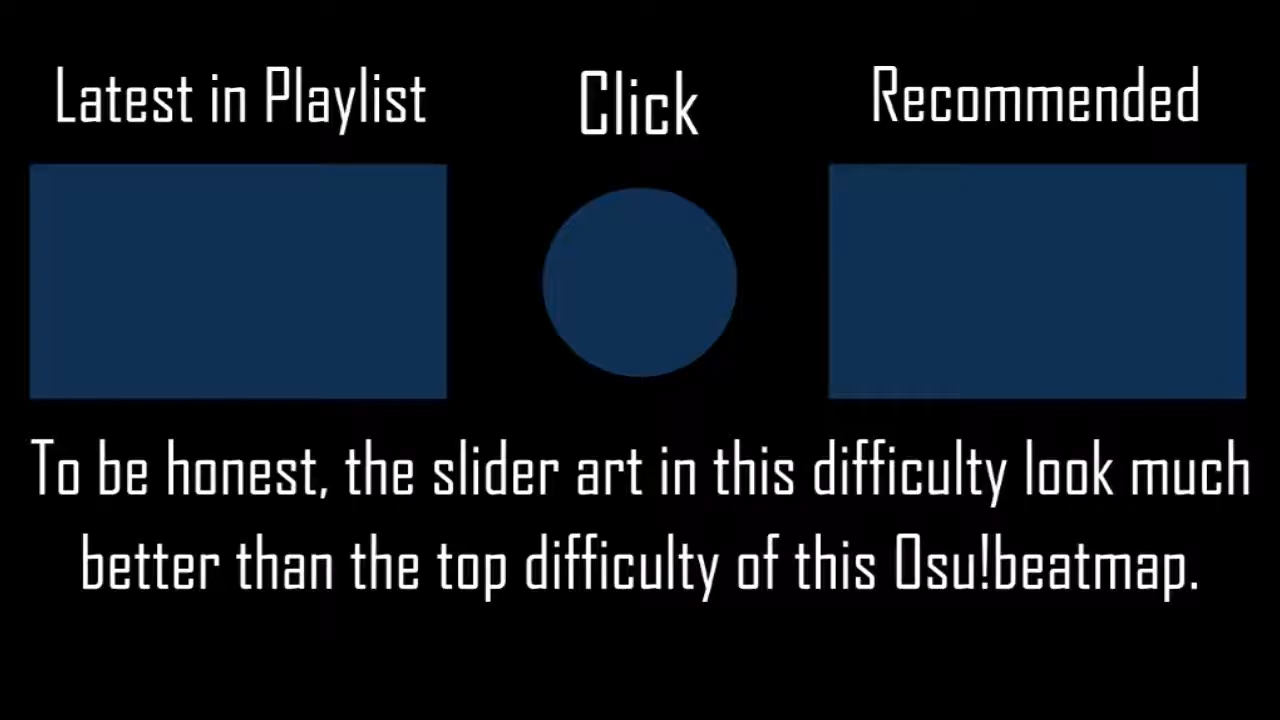 Latest in Playlist
Click
Recommended
To be honest, the slider art in this difficulty look much
better than the top difficulty of this Osu!beatmap.